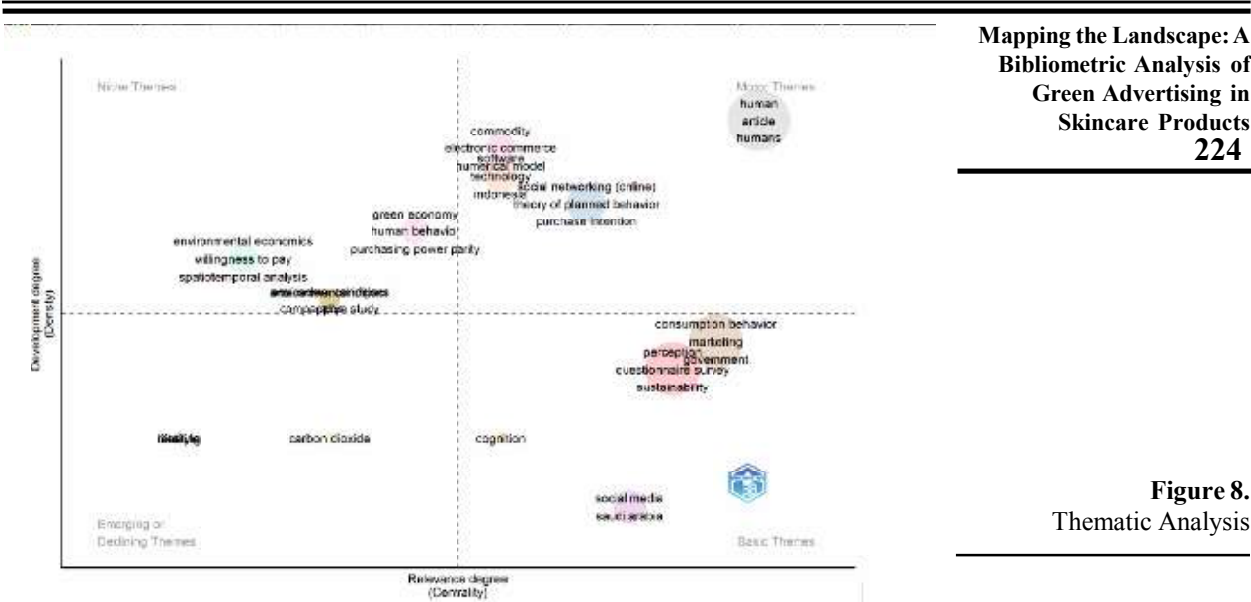 Mapping the Landscape: A
Bibliometric Analysis of
Green Advertising in
Skincare Products
224
Niche Themes
Motor Themes
human
article
humans
commodity
electronic commerce
software
numerical model
technology
indonesia
social networking (online)
theory of planned behavior
purchase intention
green economy
human behavior
purchasing power parity
environmental economics
willingness to pay
spatiotemporal analysis
comparative study
Development degree
(Density)
consumption behavior
marketing
government
perception
questionnaire survey
sustainability
carbon dioxide
cognition
social media
saudi arabia
Emerging or
Declining Themes
Basic Themes
Relevance degree
(Centrality)
Figure 8.
Thematic Analysis